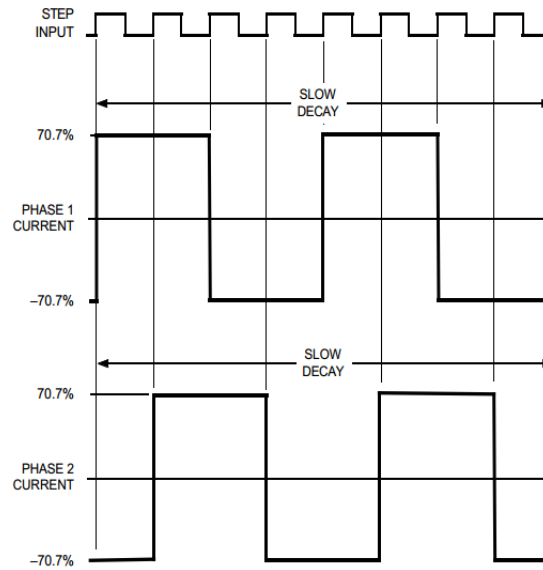 STEP
INPUT
SLOW
DECAY
70.7%
PHASE 1
CURRENT
–70.7%
SLOW
DECAY
70.7%
PHASE 2
CURRENT
–70.7%